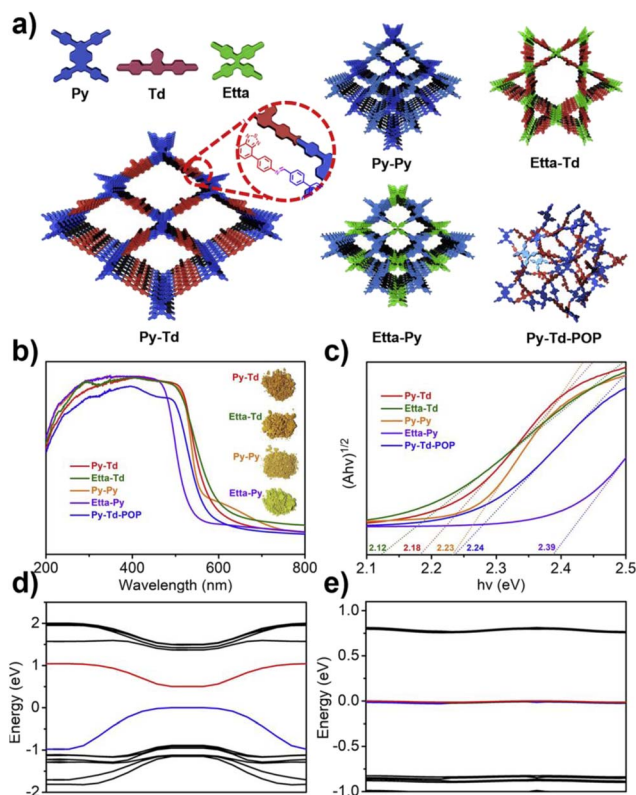 a)
Py
Td
Etta
Py-Py
Etta-Td
Py-Td
Etta-Py
Py-Td-POP
b)
Py-Td
Etta-Td
Py-Py
Etta-Py
Py-Td
Etta-Td
Py-Py
Etta-Py
Py-Td-POP
200 400 600 800
Wavelength (nm)
c)
(Ahv)1/2
Py-Td
Etta-Td
Py-Py
Etta-Py
Py-Td-POP
2.12 2.18 2.23 2.24 2.39
2.1 2.2 2.3 2.4 2.5
hv (eV)
d)
Energy (eV)
2
1
0
-1
-2
e)
Energy (eV)
1.0
0.5
0.0
-0.5
-1.0